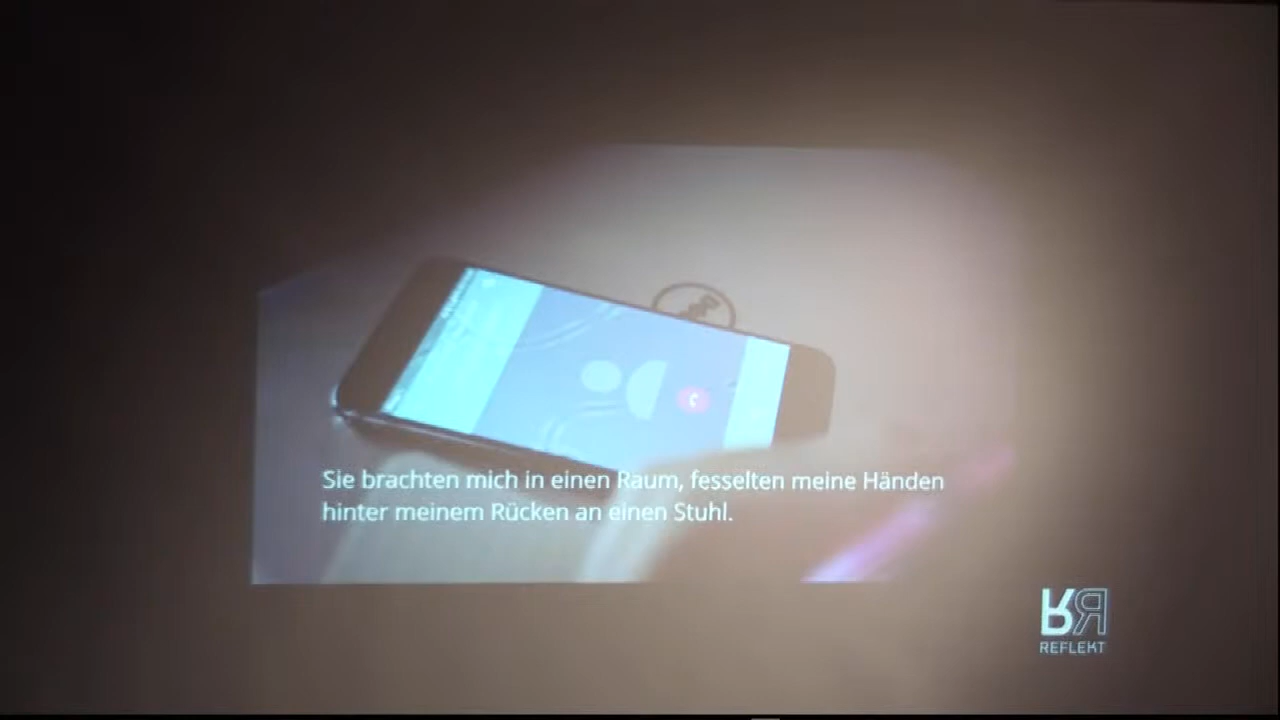 Sie brachten mich in einen Raum, fesselten meine Händen
hinter meinem Rücken an einen Stuhl.
REFLEKT